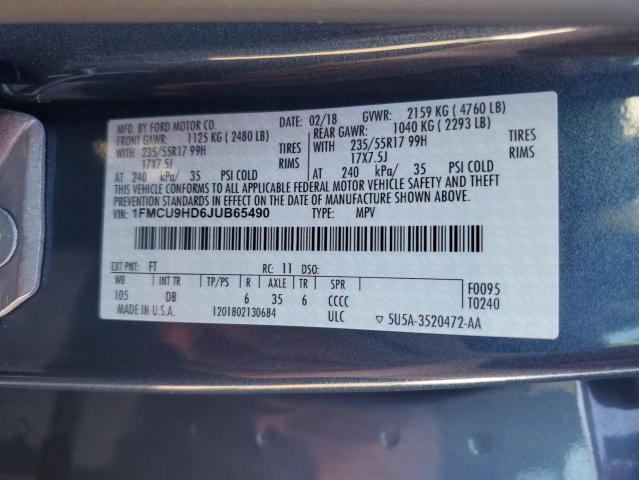 MFD. BY FORD MOTOR CO. DATE: 02/18 GVWR: 2159 KG ( 4760 LB)
FRONT GAWR: 1125 KG ( 2480 LB) REAR GAWR: 1040 KG ( 2293 LB)
WITH 235/55R17 99H TIRES WITH 235/55R17 99H TIRES
17X7.5J RIMS 17X7.5J RIMS
AT 240 kPa/ 35 PSI COLD AT 240 kPa/ 35 PSI COLD
THIS VEHICLE CONFORMS TO ALL APPLICABLE FEDERAL MOTOR VEHICLE SAFETY AND THEFT
PREVENTION STANDARDS IN EFFECT ON THE DATE OF MANUFACTURE SHOWN ABOVE.
VIN: 1FMCU9HD6JUB65490 TYPE: MPV
EXT PNT: FT RC: 11 DSO:
WB INT TR TP/PS R AXLE TR SPR
105 DB 6 35 6 CCCC
F0095
T0240
MADE IN U.S.A. 1201802130684 ULC ▽ 5U5A-3520472-AA